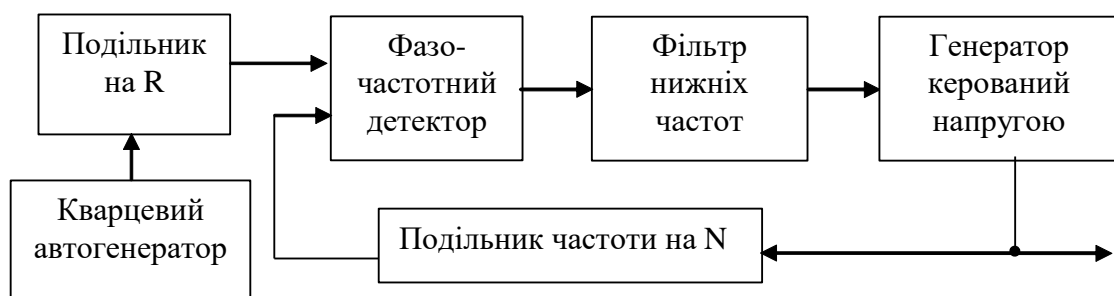 Подільник
на R
Фазо-
частотний
детектор
Фільтр
нижніх
частот
Генератор
керований
напругою
Кварцевий
автогенератор
Подільник частоти на N